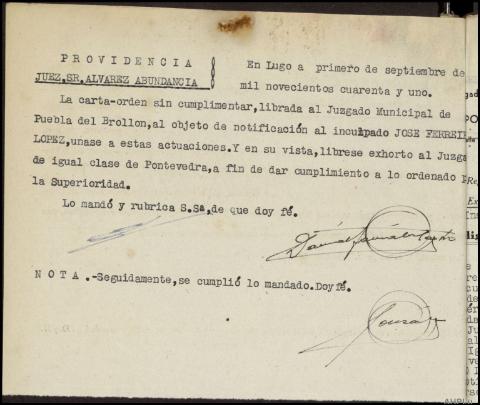 PROVIDENCIA
JUEZ,SR.ALVAREZ ABUNDANCIA
En Lugo a primero de septiembre de
mil novecientos cuarenta y uno.
La carta-orden sin cumplimentar, librada al Juzgado Municipal de
Puebla del Brollon, al objeto de notificación al inculpado JOSE FERREI
LOPEZ, unase a estas actuaciones. Y en su vista, librese exhorto al Juzga
de igual clase de Pontevedra, a fin de dar cumplimiento a lo ordenado p
la Superioridad.
Lo mandó y rubrica S.Sª, de que doy fé.
NOTA.-Seguidamente, se cumplió lo mandado. Doy fé.